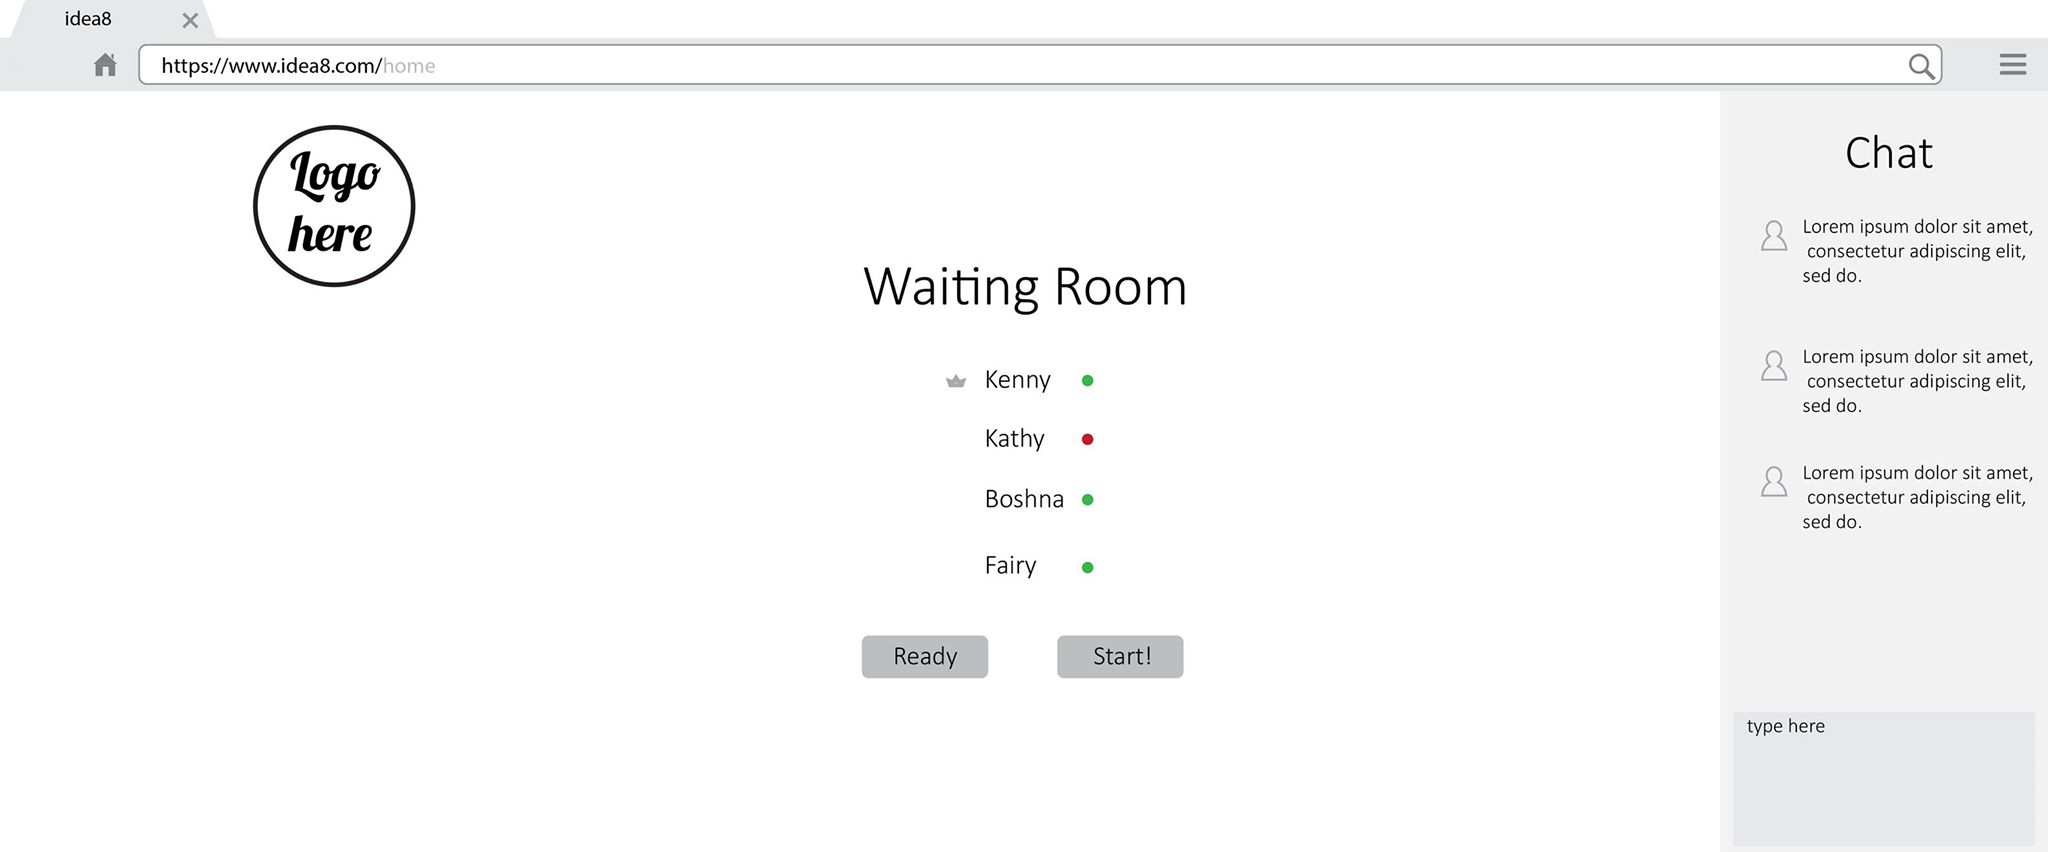 idea8
https://www.idea8.com/home
Logo
here
Waiting Room
Kenny
Kathy
Boshna
Fairy
Ready
Start!
Chat
Lorem ipsum dolor sit amet,
consectetur adipiscing elit,
sed do.
Lorem ipsum dolor sit amet,
consectetur adipiscing elit,
sed do.
Lorem ipsum dolor sit amet,
consectetur adipiscing elit,
sed do.
type here